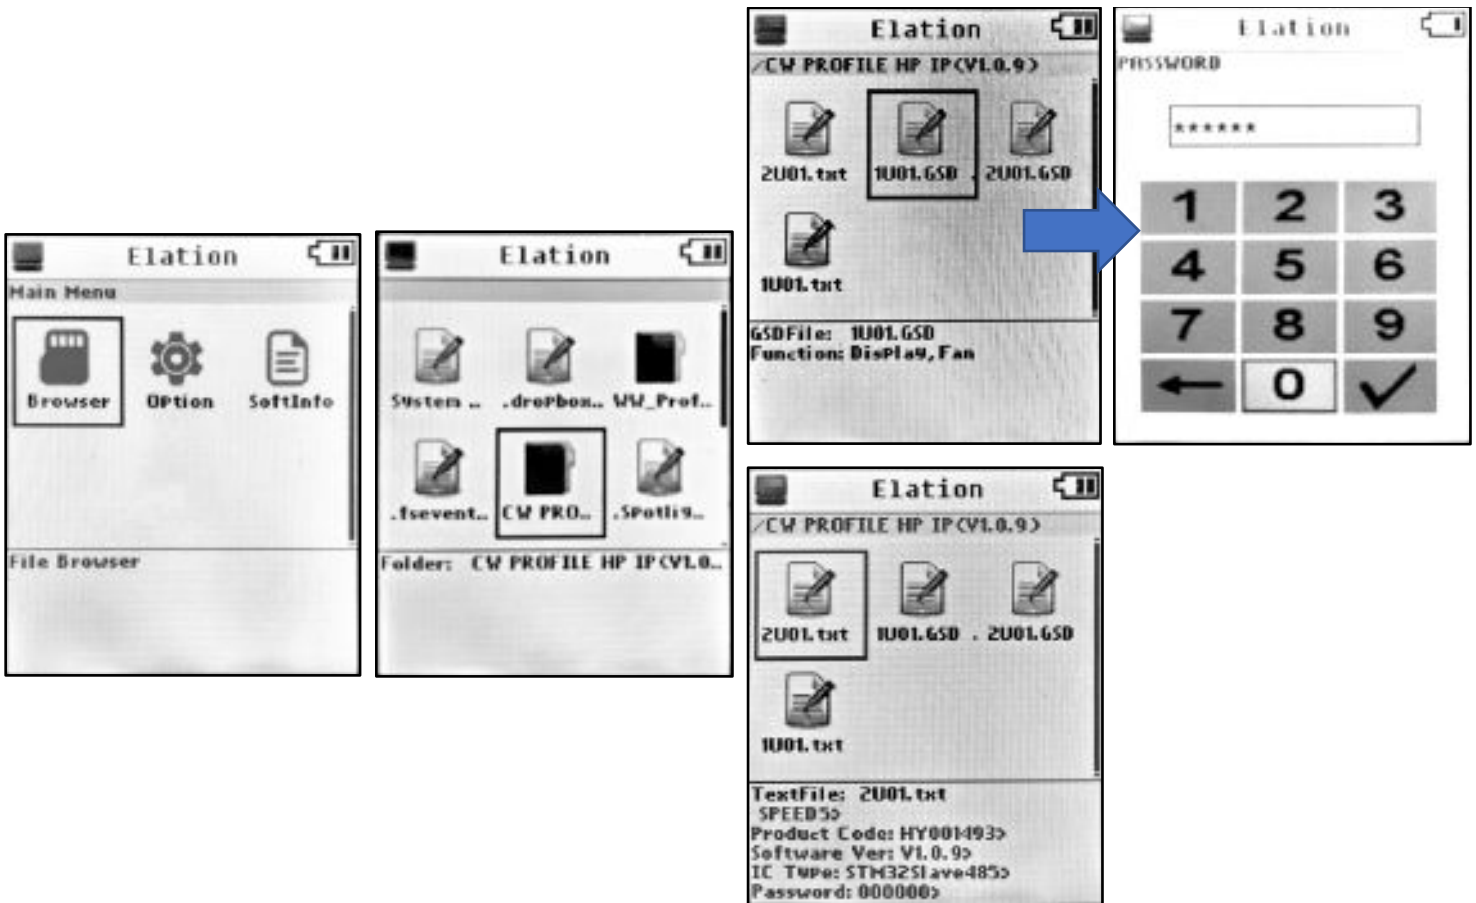 Elation
Main Menu
Browser
Option
SoftInfo
File Browser
Elation
System ..
.dropbox..
WW_Prof..
.fsevent..
CW PRO..
.Spotlig..
Folder: CW PROFILE HP IP(V1.0..
Elation
/CW PROFILE HP IP(V1.0.9)
2U01.txt
1U01.GSD .
2U01.GSD
1U01.txt
GSDFile: 1U01.GSD
Function: Display, Fan
Elation
PASSWORD
******
1 2 3
4 5 6
7 8 9
0
Elation
/CW PROFILE HP IP(V1.0.9)
2U01.txt
1U01.GSD .
2U01.GSD
1U01.txt
TextFile: 2U01.txt
SPEED5>
Product Code: HY001493>
Software Ver: V1.0.9>
IC Type: STM32Slave485>
Password: 000000>